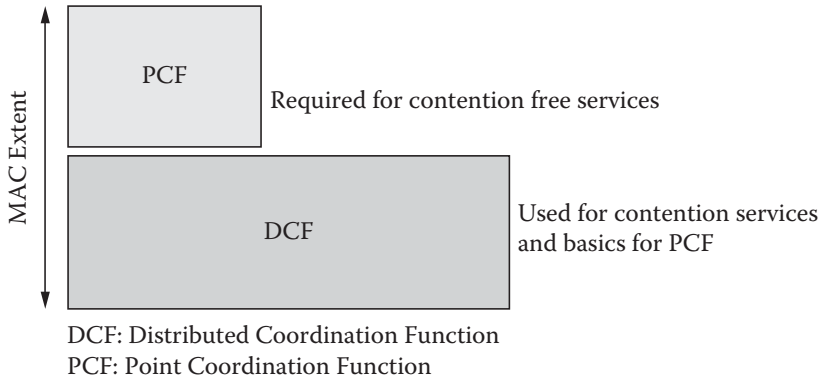 MAC Extent
PCF
Required for contention free services
DCF
Used for contention services
and basics for PCF
DCF: Distributed Coordination Function
PCF: Point Coordination Function